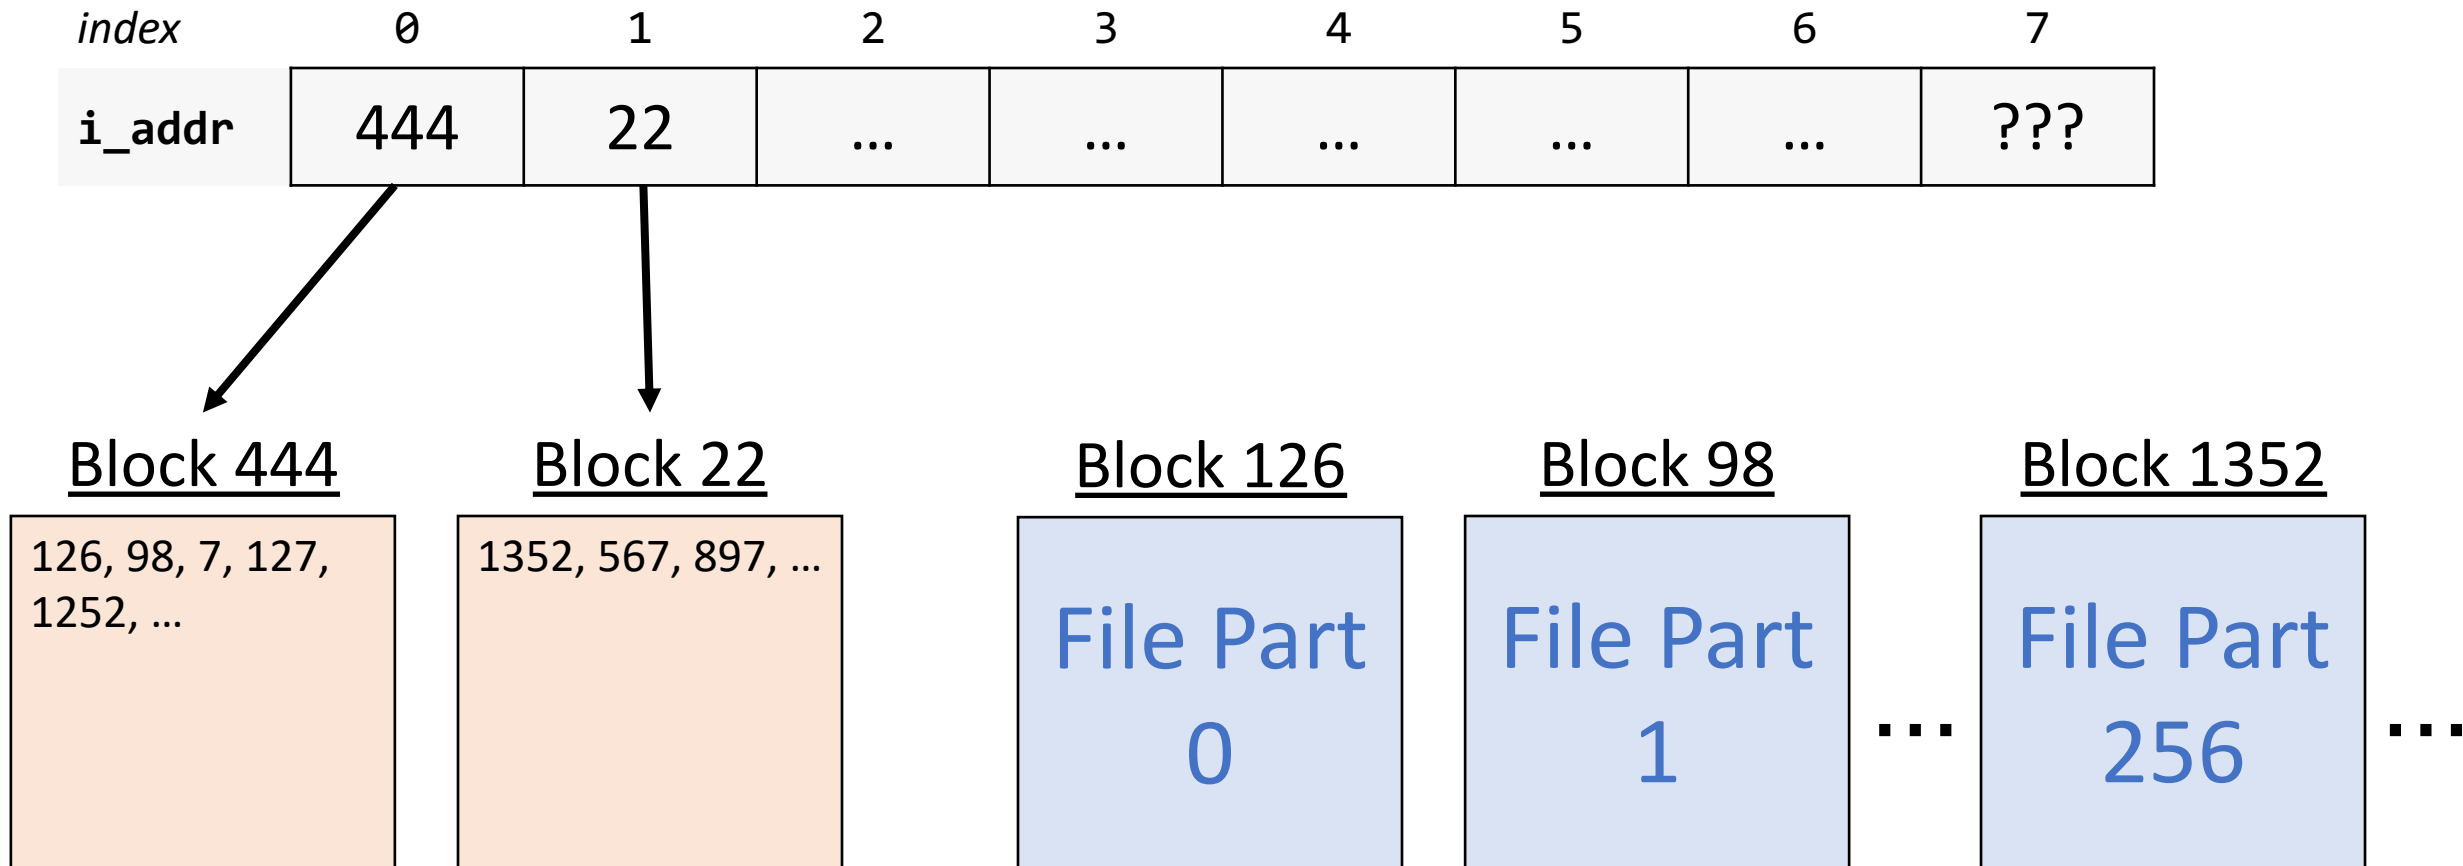 index 0 1 2 3 4 5 6 7
i_addr 444 22 ... ... ... ... ... ???
Block 444 Block 22 Block 126 Block 98 Block 1352
126, 98, 7, 127,
1252, ...
1352, 567, 897, ...
File Part
0
File Part
1
...
File Part
256
...